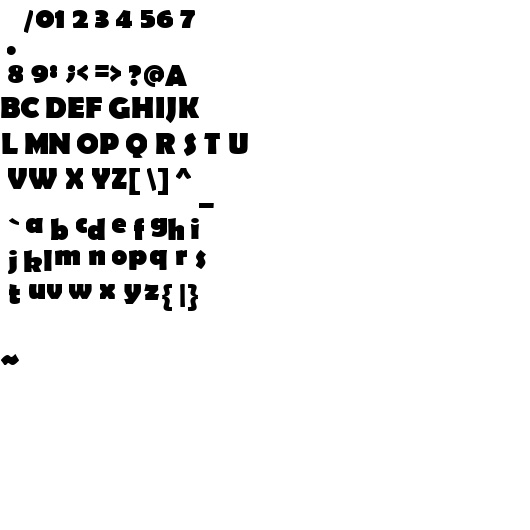 /01 2 3 4 56 7
.
8 9: ;< => ?@A
BC DEF GHIJK
L MN OP Q R S T U
VW X YZ[ \] ^
_
` a b cd e f gh i
j klm n opq r s
t uv w x yz{ |}
~